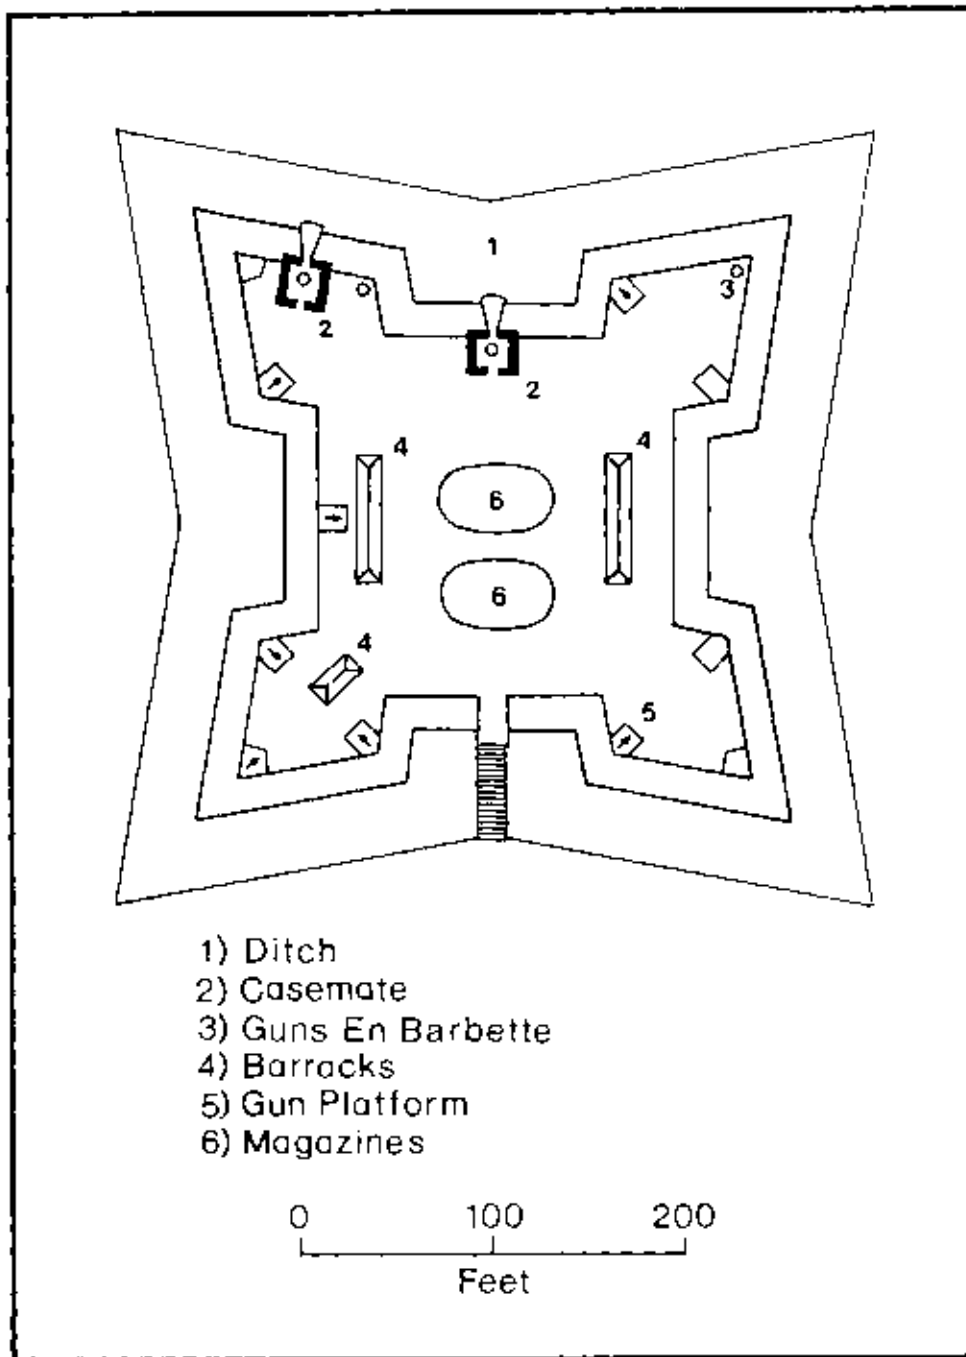 1
2
3
2
4
4
6
6
4
5
1) Ditch
2) Casemate
3) Guns En Barbette
4) Barracks
5) Gun Platform
6) Magazines
0 100 200
Feet